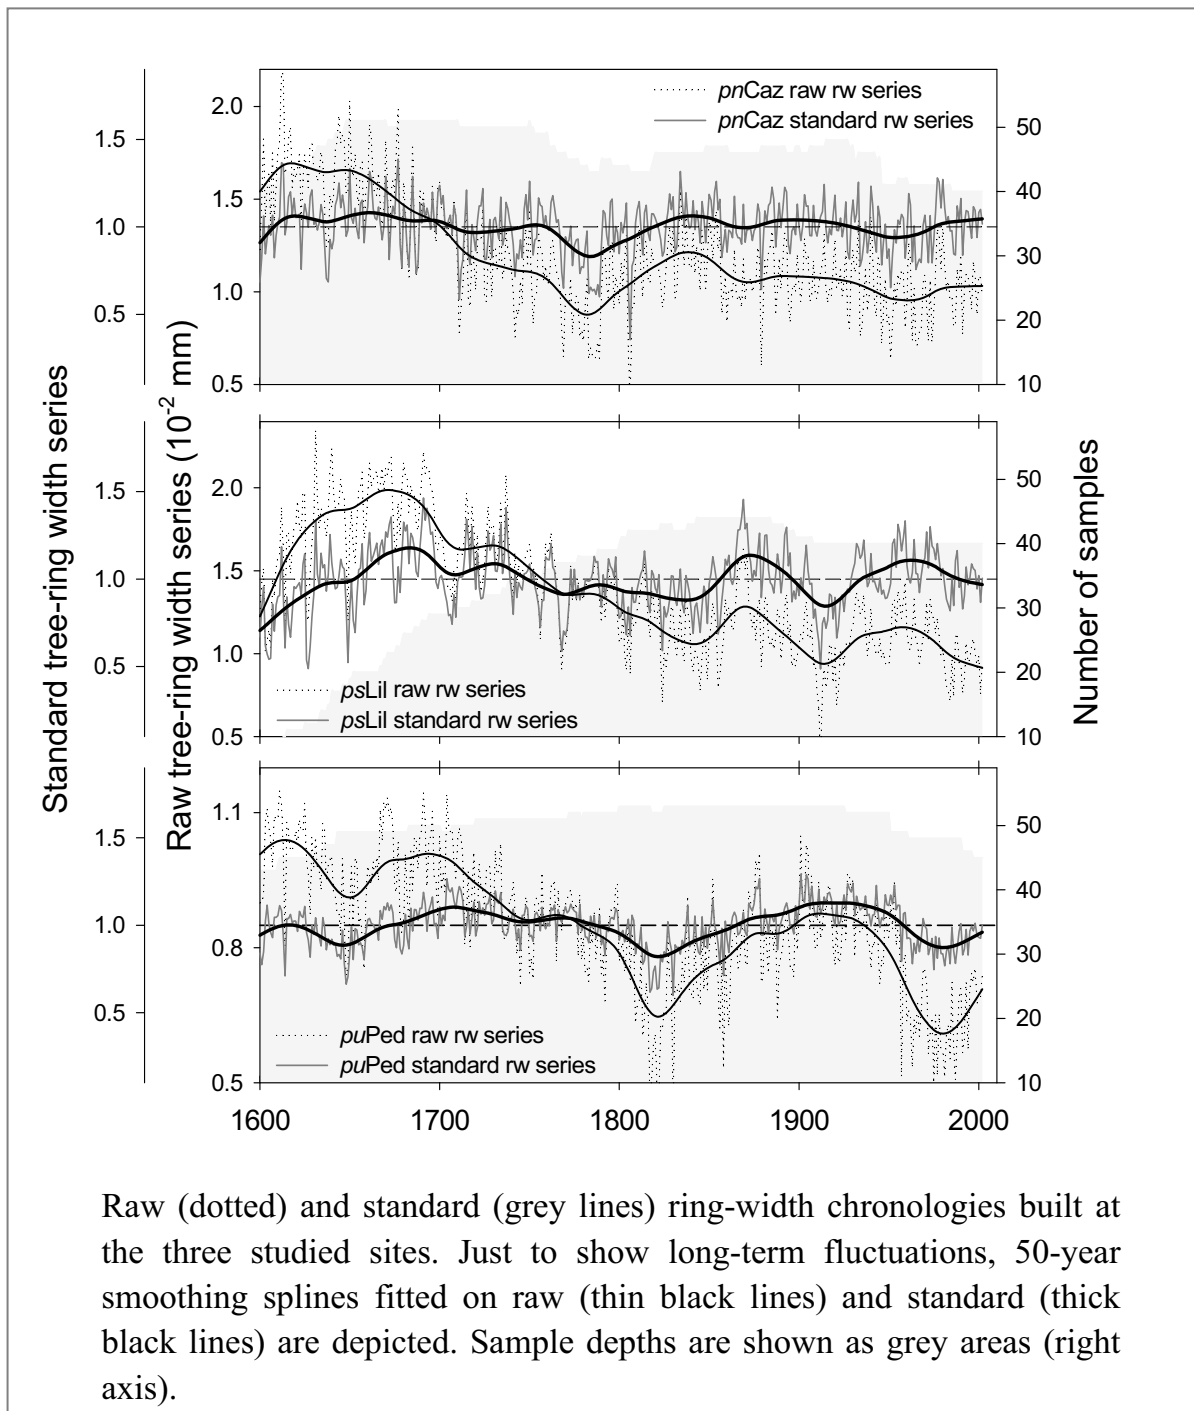 2.0
1.5
1.0
0.5
1.5
1.0
0.5
50
40
30
20
10
pnCaz raw rw series
pnCaz standard rw series
2.0
1.5
1.0
0.5
1.5
1.0
0.5
50
40
30
20
10
psLil raw rw series
psLil standard rw series
1.1
0.8
0.5
1.5
1.0
0.5
50
40
30
20
10
puPed raw rw series
puPed standard rw series
1600 1700 1800 1900 2000
Standard tree-ring width series
Raw tree-ring width series (10⁻² mm)
Number of samples
Raw (dotted) and standard (grey lines) ring-width chronologies built at
the three studied sites. Just to show long-term fluctuations, 50-year
smoothing splines fitted on raw (thin black lines) and standard (thick
black lines) are depicted. Sample depths are shown as grey areas (right
axis).